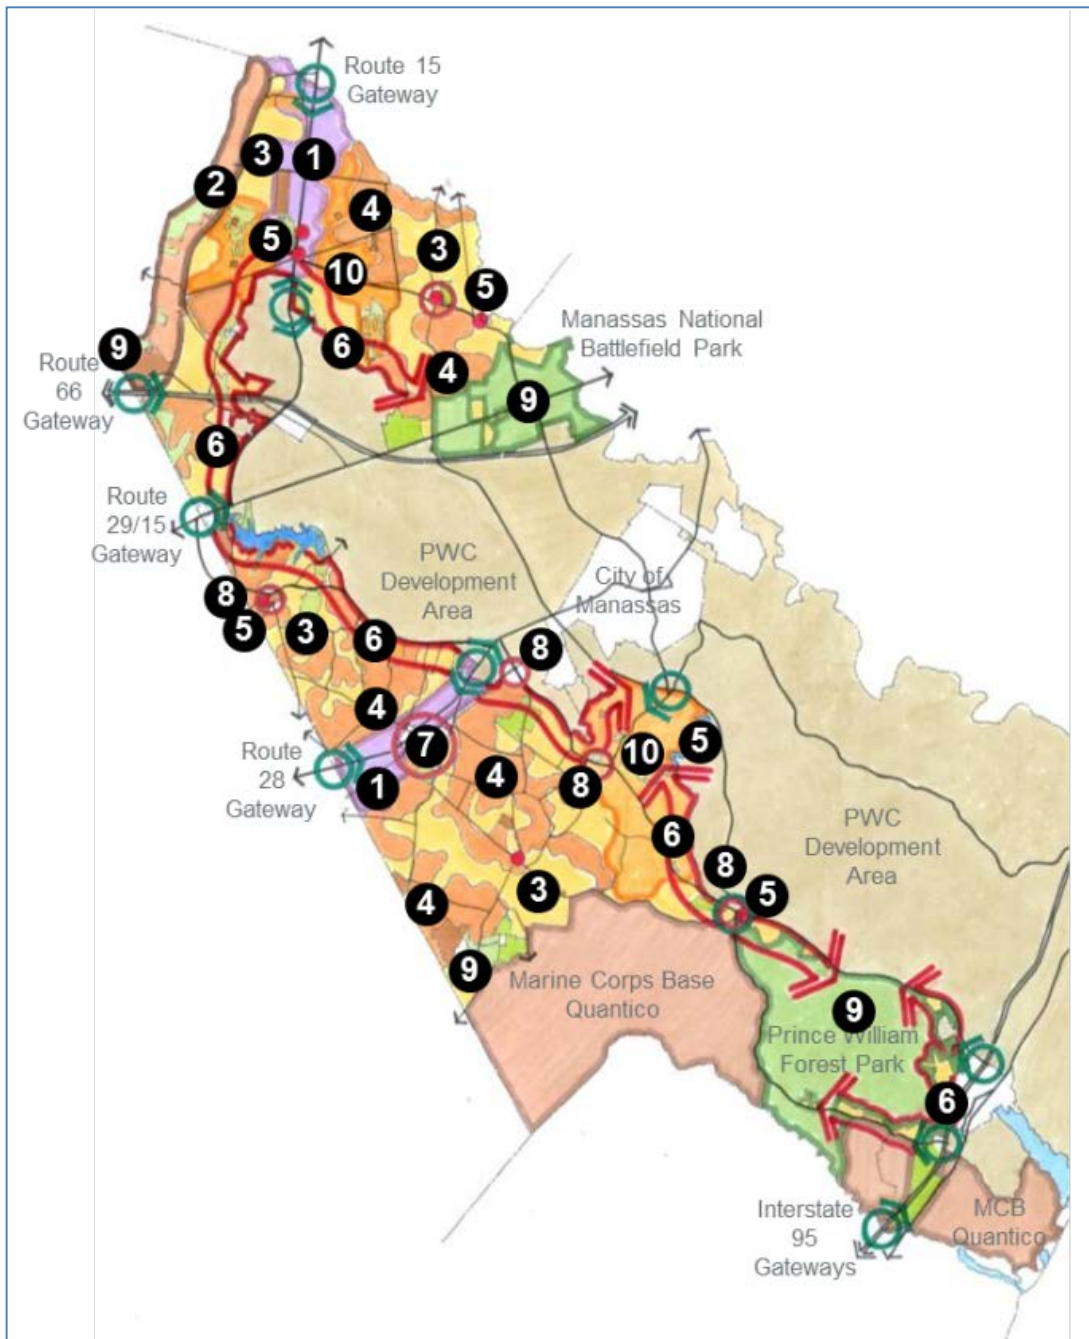 Route 15
Gateway
3
1
2
4
5
3
10
5
Manassas National
Battlefield Park
6
9
Route
66
Gateway
4
9
6
Route
29/15
Gateway
PWC
Development
Area
City of
Manassas
8
5
3
6
8
4
7
5
10
Route
28
Gateway
1
4
8
PWC
Development
Area
6
8
3
5
4
9
Marine Corps Base
Quantico
9
Prince William
Forest Park
6
Interstate
95
Gateways
MCB
Quantico